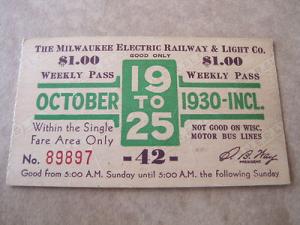 THE MILWAUKEE ELECTRIC RAILWAY & LIGHT CO.
$1.00 GOOD ONLY $1.00
WEEKLY PASS 19 WEEKLY PASS
OCTOBER TO 1930-INCL.
Within the Single 25 NOT GOOD ON WISC.
Fare Area Only MOTOR BUS LINES
No. 89897 -42- S. B. Way
PRESIDENT
Good from 5:00 A.M. Sunday until 5:00 A.M. the following Sunday